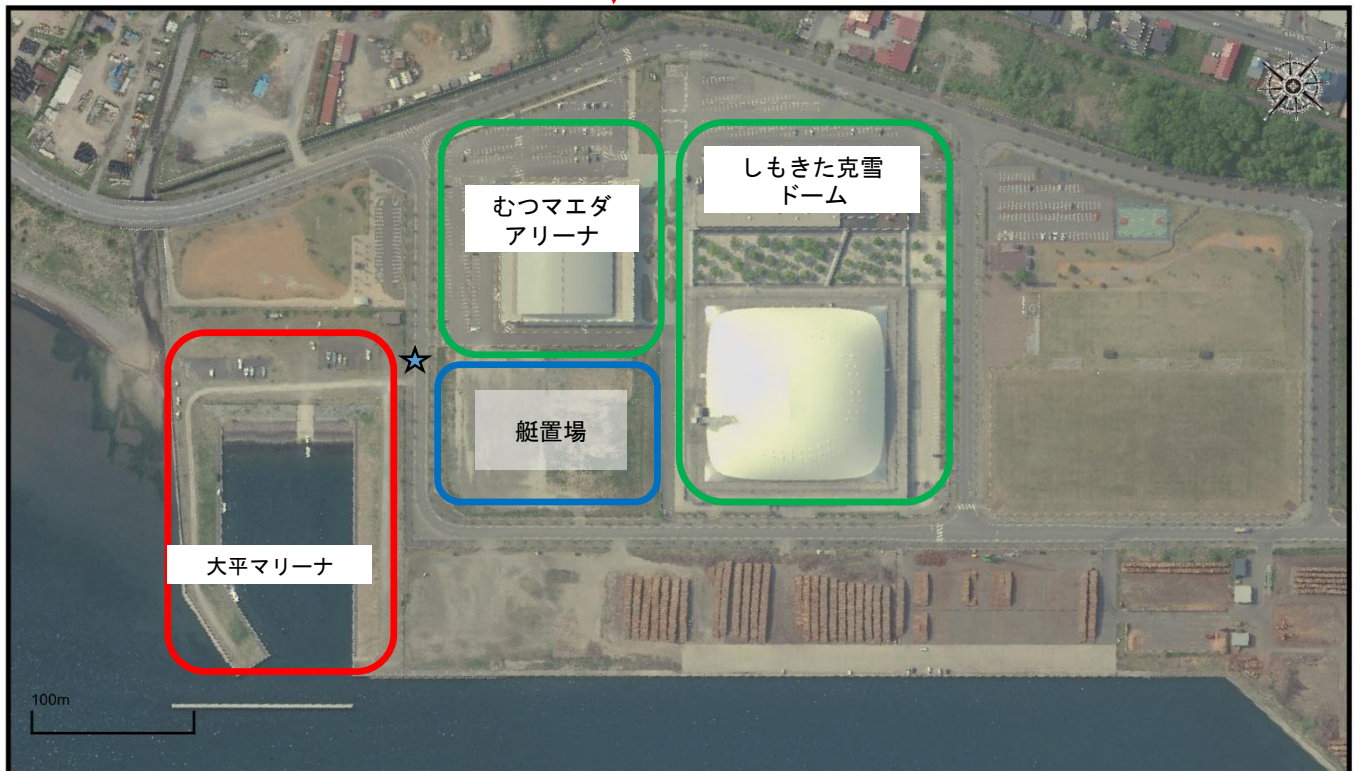 しもきた克雪
ドーム
むつマエダ
アリーナ
艇置場
大平マリーナ
100m